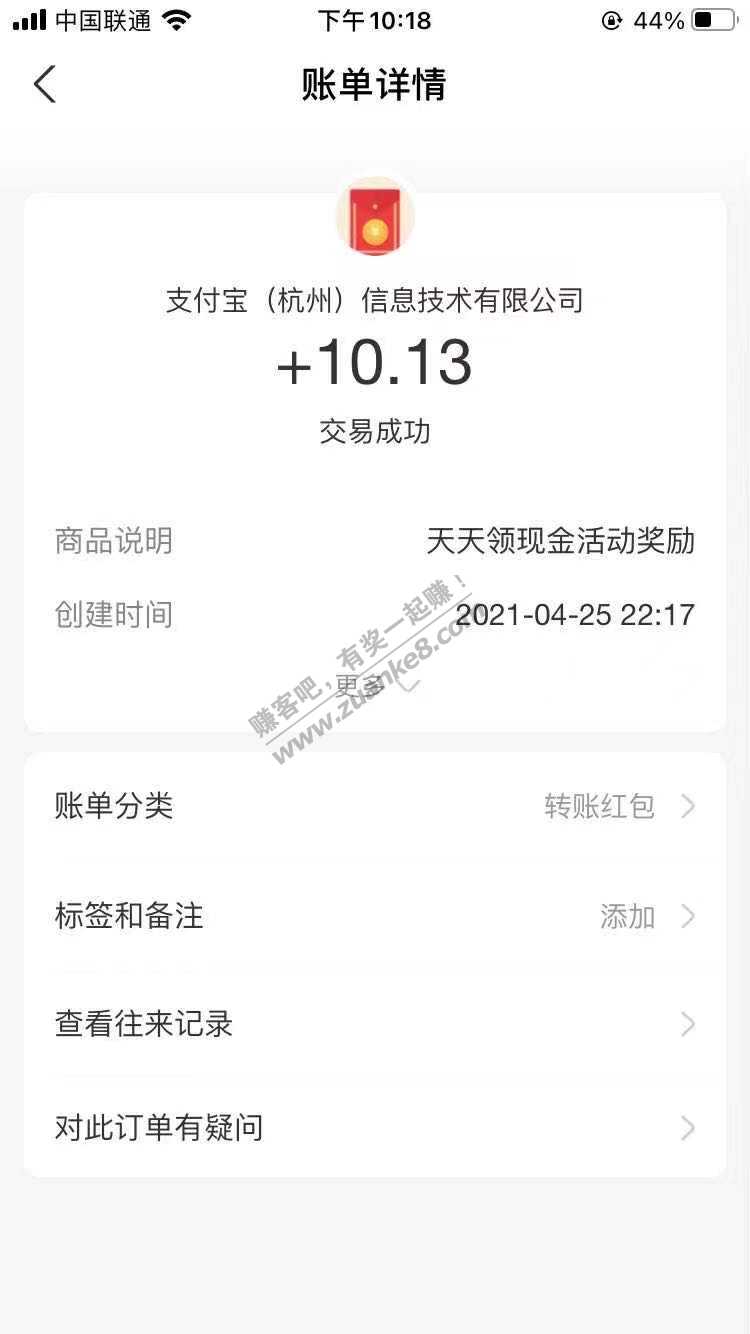 中国联通 下午10:18 44%
账单详情
支付宝（杭州）信息技术有限公司
+10.13
交易成功
商品说明 天天领现金活动奖励
创建时间 2021-04-25 22:17
更多
赚客吧，有奖一起赚！
www.zuanke8.com
账单分类 转账红包
标签和备注 添加
查看往来记录
对此订单有疑问